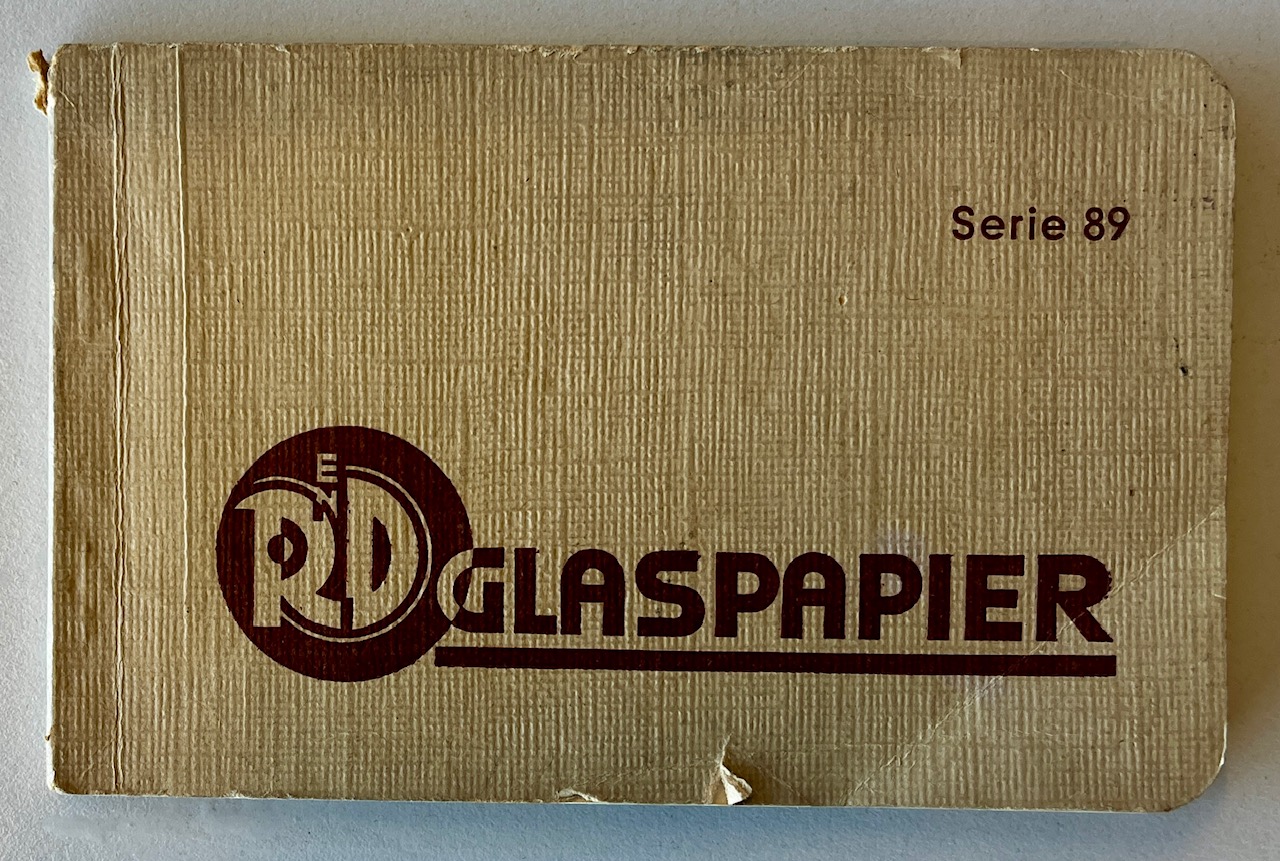 Serie 89
R EN D
GLASPAPIER